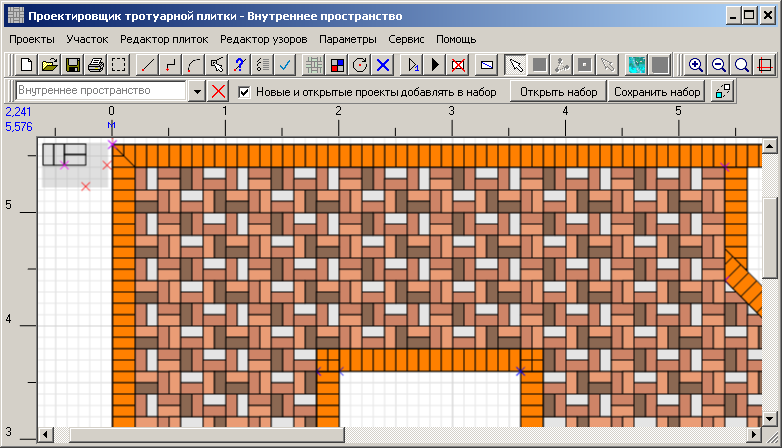 Проектировщик тротуарной плитки - Внутреннее пространство
Проекты Участок Редактор плиток Редактор узоров Параметры Сервис Помощь
Внутреннее пространство Новые и открытые проекты добавлять в набор Открыть набор Сохранить набор
2,241 0 1 2 3 4 5
5,576 м
5
4
3